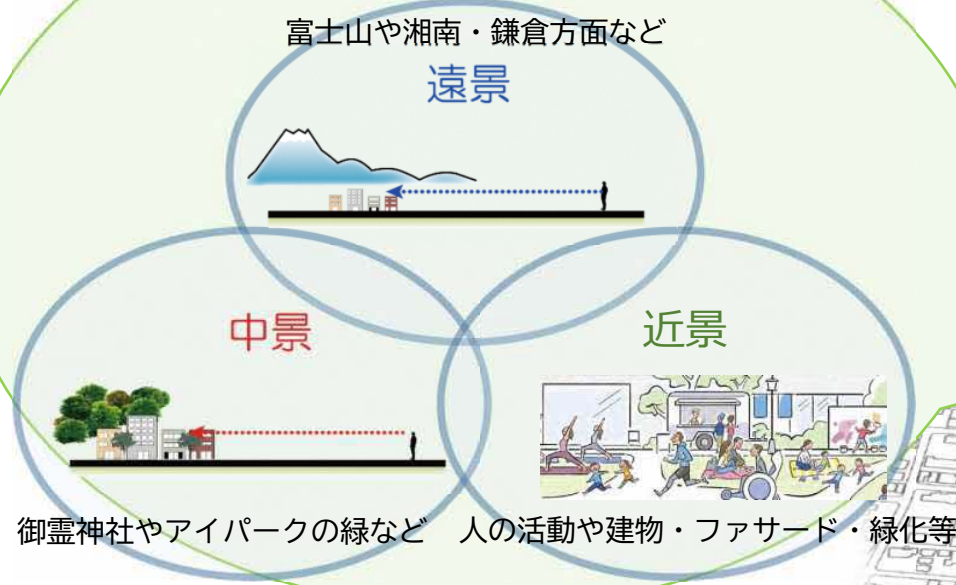 富士山や湘南・鎌倉方面など
遠景
中景
近景
御霊神社やアイパークの緑など
人の活動や建物・ファサード・緑化等